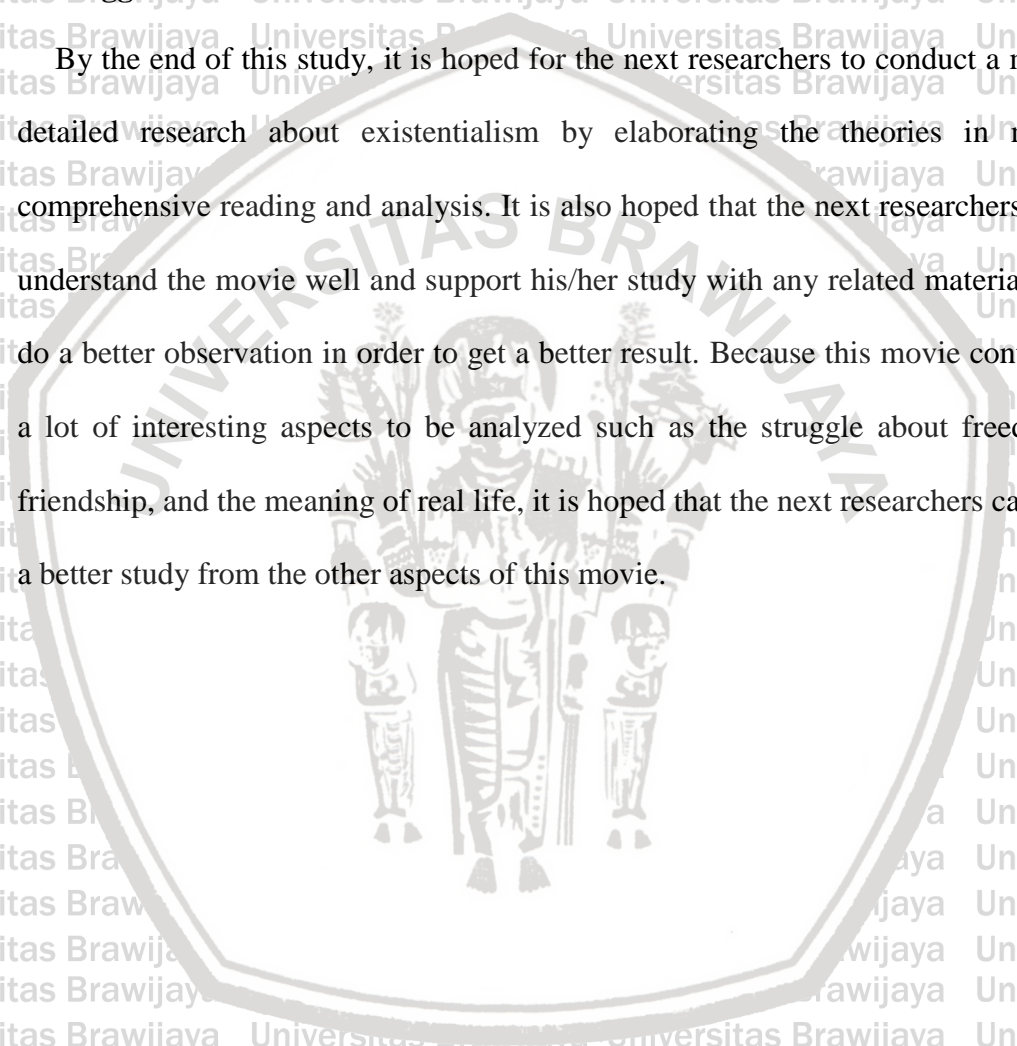 By the end of this study, it is hoped for the next researchers to conduct a
detailed research about existentialism by elaborating the theories in
comprehensive reading and analysis. It is also hoped that the next researchers
understand the movie well and support his/her study with any related
do a better observation in order to get a better result. Because this movie
a lot of interesting aspects to be analyzed such as the struggle about
friendship, and the meaning of real life, it is hoped that the next researchers
a better study from the other aspects of this movie.
UNIVERSITAS BRAWIJAYA